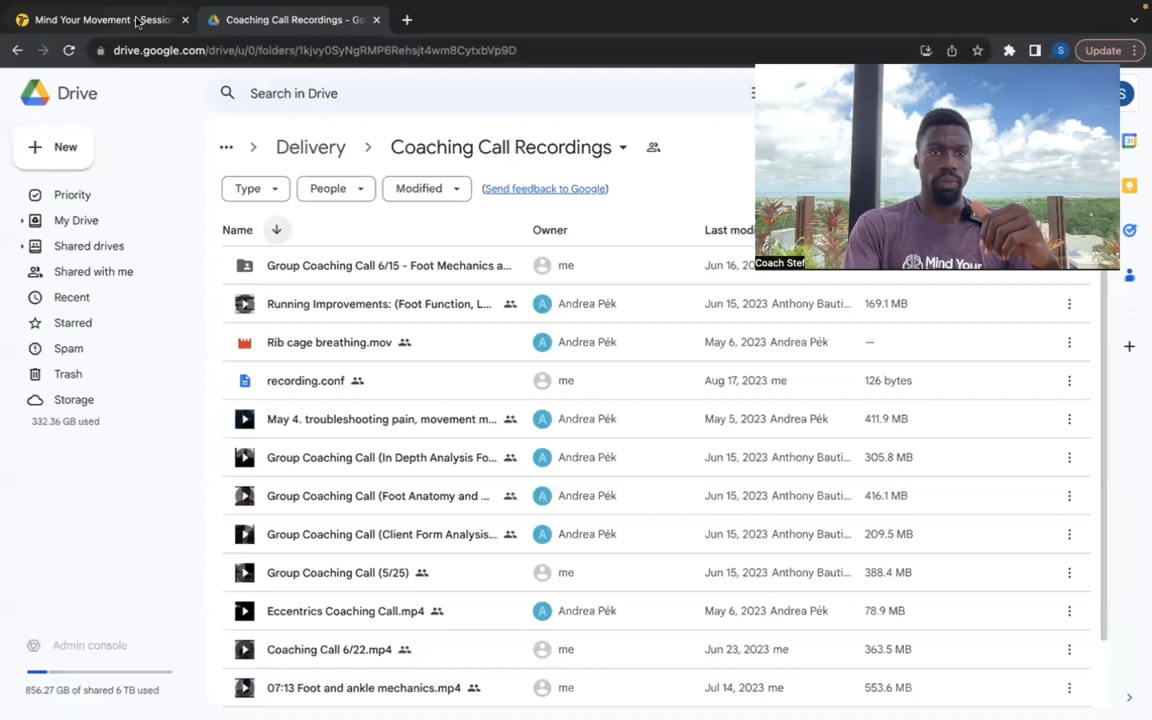 Mind Your Movement - Session
Coaching Call Recordings - Go
drive.google.com/drive/u/0/folders/1kjvy0SyNgRMP6Rehsjt4wm8CytxbVp9D
S
Update
Drive
Search in Drive
S
New
Delivery
Coaching Call Recordings
Type
People
Modified
(Send feedback to Google)
Priority
My Drive
Shared drives
Shared with me
Recent
Starred
Spam
Trash
Storage
332.36 GB used
Admin console
856.27 GB of shared 6 TB used
Name Owner Last modi
Group Coaching Call 6/15 - Foot Mechanics a... me Jun 16, 20
Running Improvements: (Foot Function, L... A Andrea Pék Jun 15, 2023 Anthony Bauti... 169.1 MB
Rib cage breathing.mov A Andrea Pék May 6, 2023 Andrea Pék —
recording.conf me Aug 17, 2023 me 126 bytes
May 4. troubleshooting pain, movement m... A Andrea Pék May 5, 2023 Andrea Pék 411.9 MB
Group Coaching Call (In Depth Analysis Fo... A Andrea Pék Jun 15, 2023 Anthony Bauti... 305.8 MB
Group Coaching Call (Foot Anatomy and ... A Andrea Pék Jun 15, 2023 Anthony Bauti... 416.1 MB
Group Coaching Call (Client Form Analysis... A Andrea Pék Jun 15, 2023 Anthony Bauti... 209.5 MB
Group Coaching Call (5/25) me Jun 15, 2023 Anthony Bauti... 388.4 MB
Eccentrics Coaching Call.mp4 A Andrea Pék May 6, 2023 Andrea Pék 78.9 MB
Coaching Call 6/22.mp4 me Jun 23, 2023 me 363.5 MB
07:13 Foot and ankle mechanics.mp4 me Jul 14, 2023 me 553.6 MB
Mind Your
Coach Stef